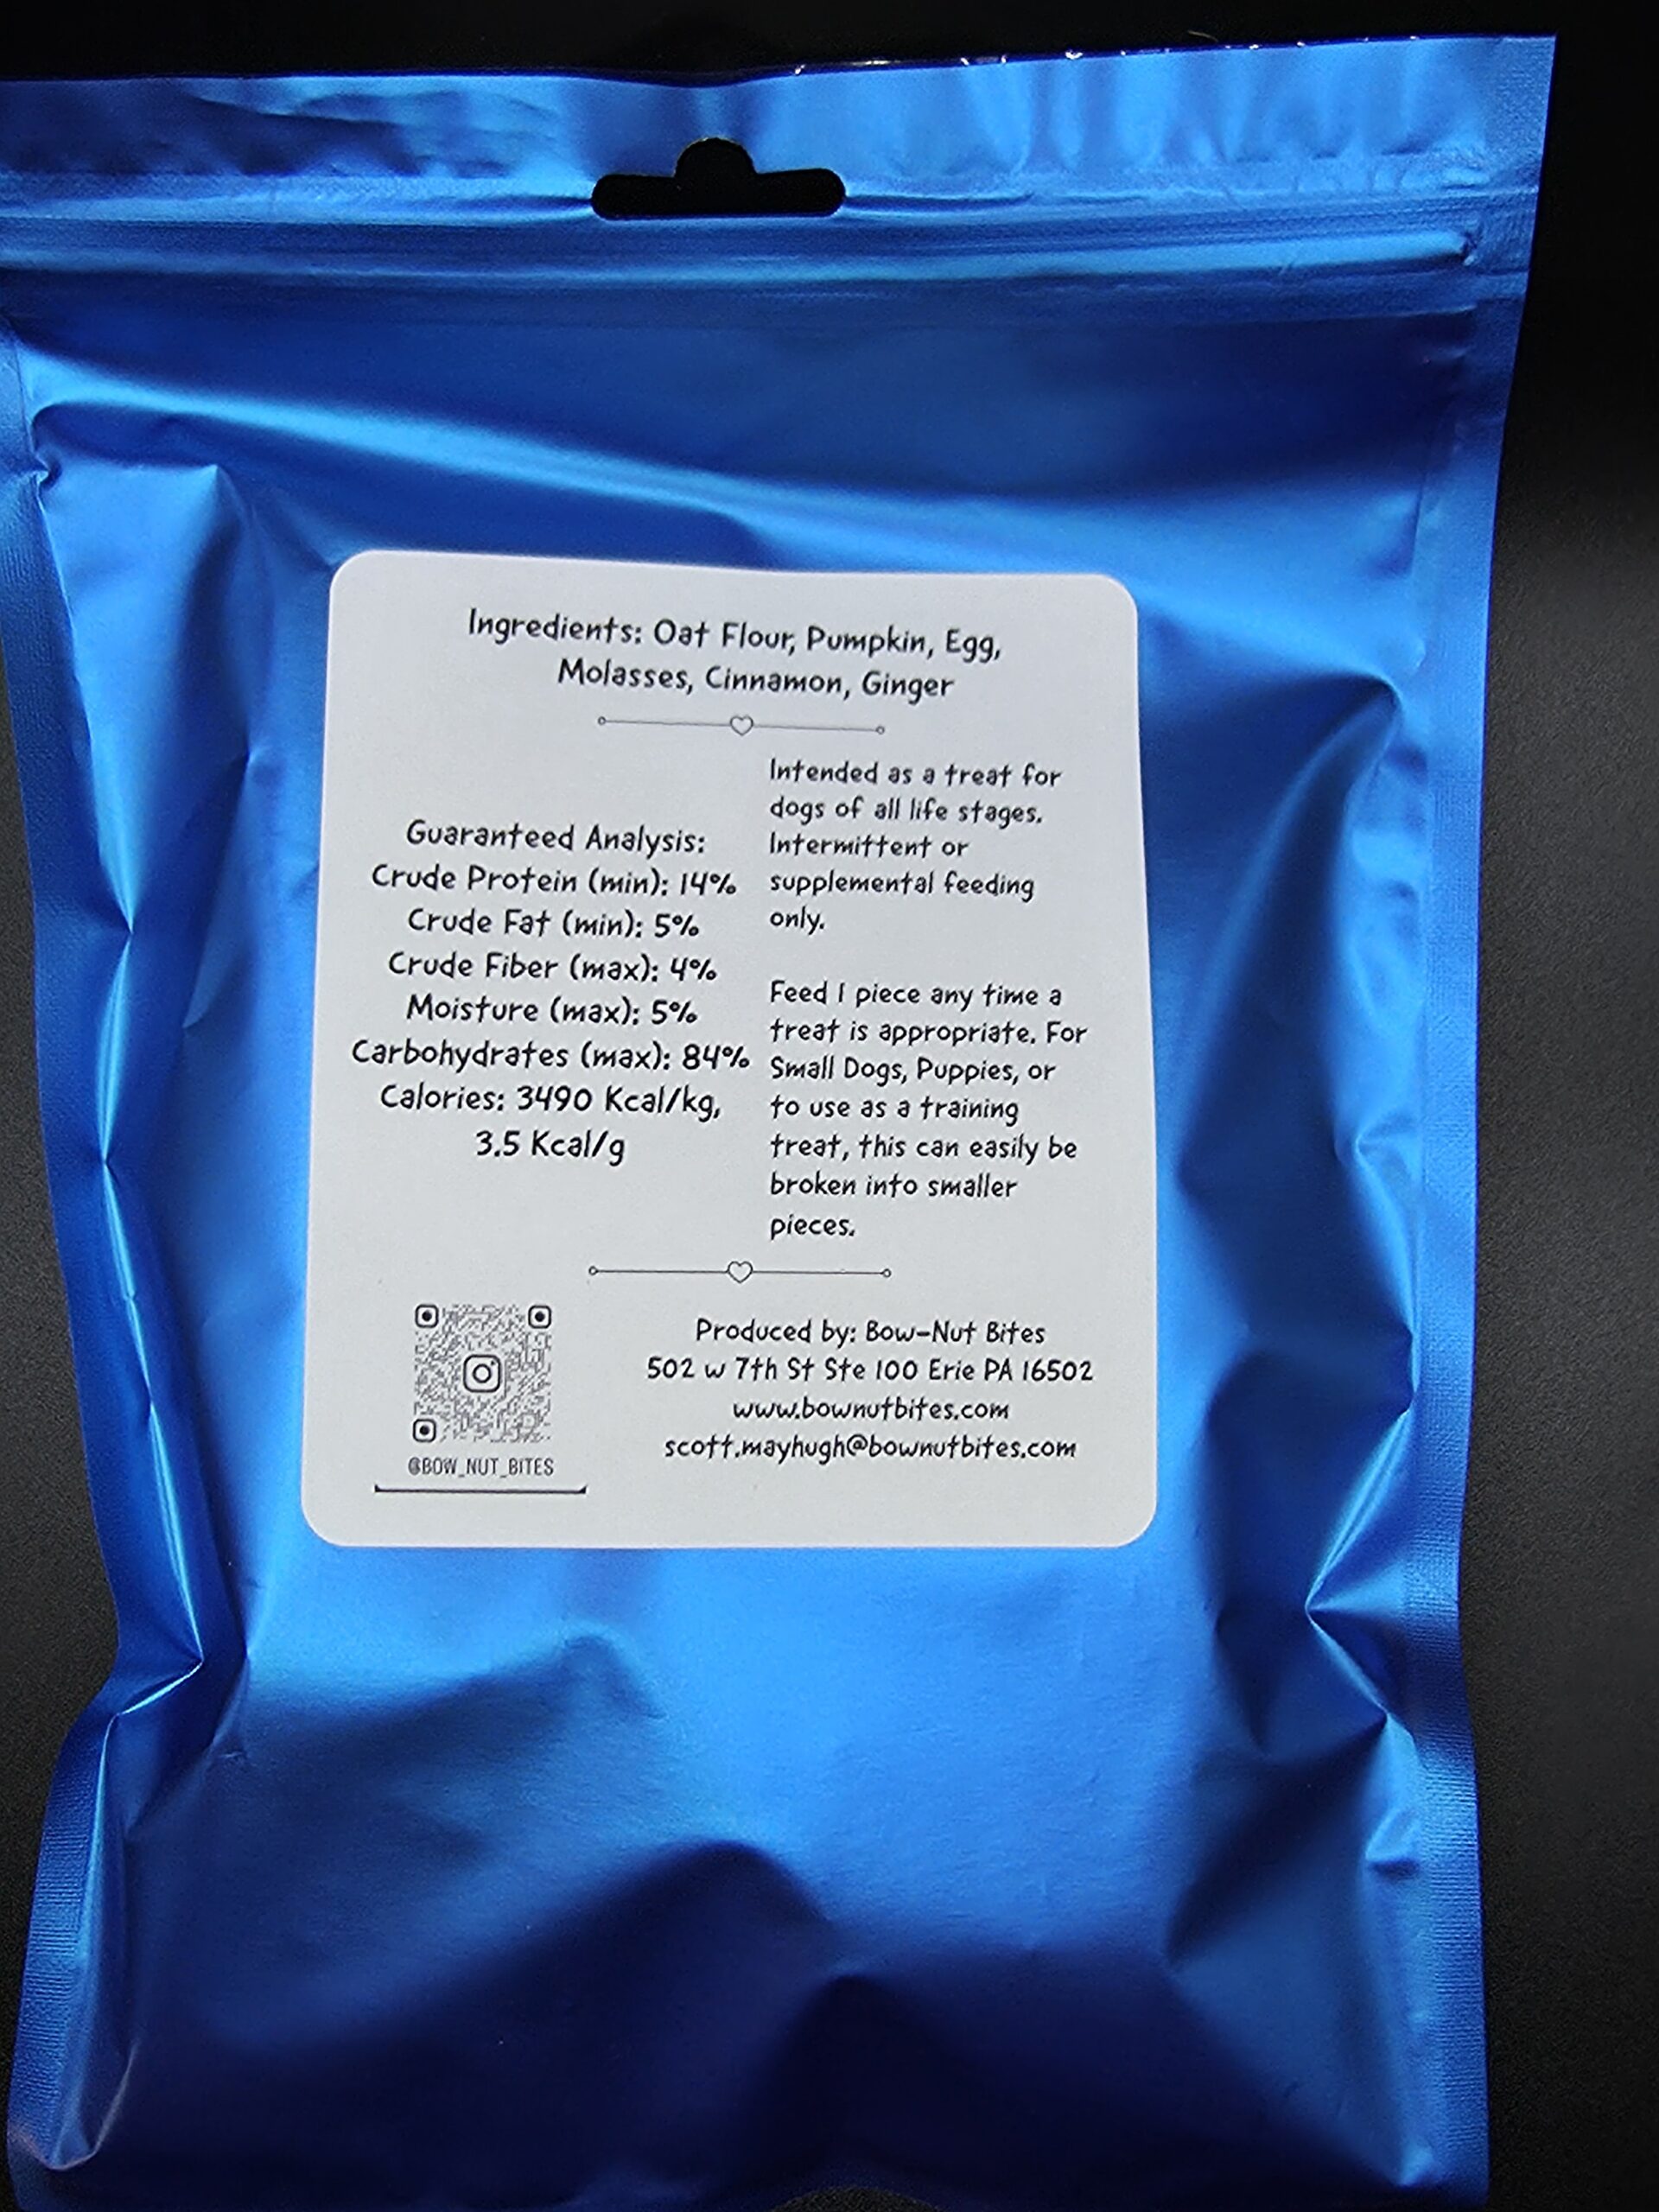 Ingredients: Oat Flour, Pumpkin, Egg,
Molasses, Cinnamon, Ginger
Guaranteed Analysis:
Crude Protein (min): 14%
Crude Fat (min): 5%
Crude Fiber (max): 4%
Moisture (max): 5%
Carbohydrates (max): 84%
Calories: 3490 Kcal/kg,
3.5 Kcal/g
Intended as a treat for
dogs of all life stages.
Intermittent or
supplemental feeding
only.
Feed 1 piece any time a
treat is appropriate. For
Small Dogs, Puppies, or
to use as a training
treat, this can easily be
broken into smaller
pieces.
@BOW_NUT_BITES
Produced by: Bow-Nut Bites
502 w 7th St Ste 100 Erie PA 16502
www.bownutbites.com
scott.mayhugh@bownutbites.com